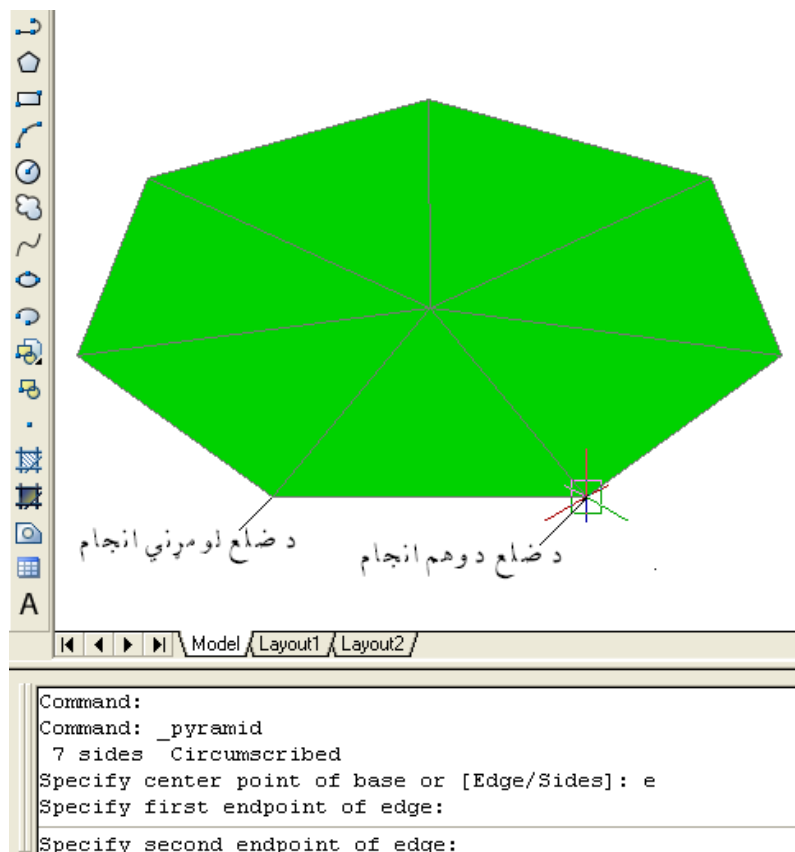 د ضلع لومړني انجام
د ضلع دوهم انجام
A
Model Layout1 Layout2
Command:
Command: _pyramid
7 sides Circumscribed
Specify center point of base or [Edge/Sides]: e
Specify first endpoint of edge:
Specify second endpoint of edge: